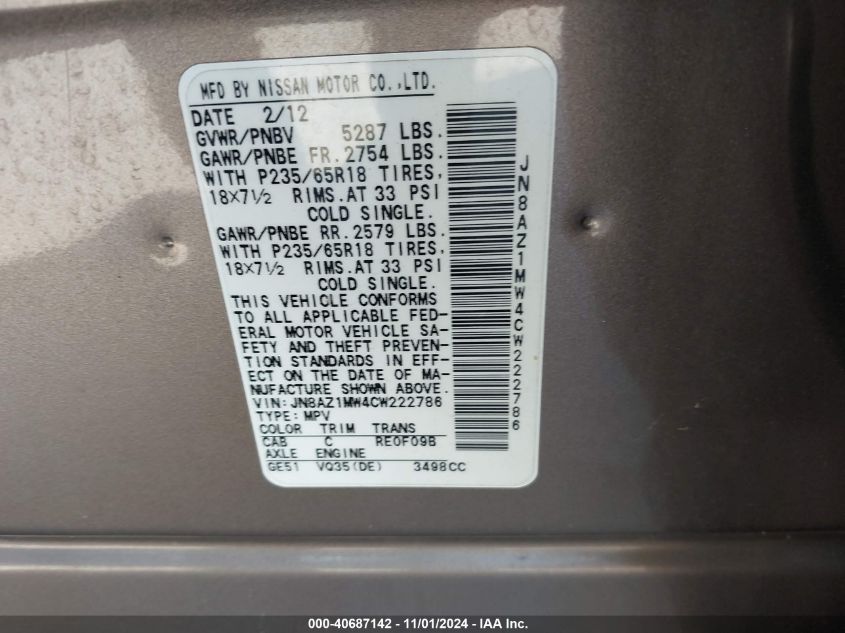 MFD BY NISSAN MOTOR CO.,LTD.
DATE 2/12
GVWR/PNBV 5287 LBS.
GAWR/PNBE FR. 2754 LBS.
WITH P235/65R18 TIRES,
18X7½ RIMS.AT 33 PSI
COLD SINGLE.
GAWR/PNBE RR. 2579 LBS.
WITH P235/65R18 TIRES,
18X7½ RIMS.AT 33 PSI
COLD SINGLE.
THIS VEHICLE CONFORMS
TO ALL APPLICABLE FED-
ERAL MOTOR VEHICLE SA-
FETY AND THEFT PREVEN-
TION STANDARDS IN EFF-
ECT ON THE DATE OF MA-
NUFACTURE SHOWN ABOVE.
VIN: JN8AZ1MW4CW222786
TYPE: MPV
COLOR TRIM TRANS
CAB C RE0F09B
AXLE ENGINE
GE51 VQ35(DE) 3498CC
JN8AZ1MW4CW222786
000-40687142 - 11/01/2024 - IAA Inc.